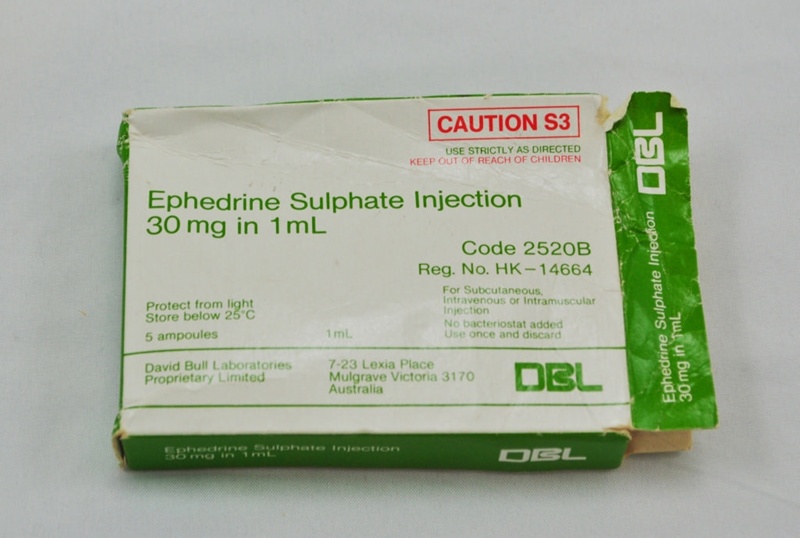 CAUTION S3
USE STRICTLY AS DIRECTED
KEEP OUT OF REACH OF CHILDREN
Ephedrine Sulphate Injection
30 mg in 1mL
Code 2520B
Reg. No. HK-14664
For Subcutaneous,
Intravenous or Intramuscular
Injection
No bacteriostat added
Use once and discard
Protect from light
Store below 25°C
5 ampoules 1mL
David Bull Laboratories
Proprietary Limited
7-23 Lexia Place
Mulgrave Victoria 3170
Australia
DBL
Ephedrine Sulphate Injection
30 mg in 1mL
DBL
DBL
Ephedrine Sulphate Injection
30 mg in 1mL